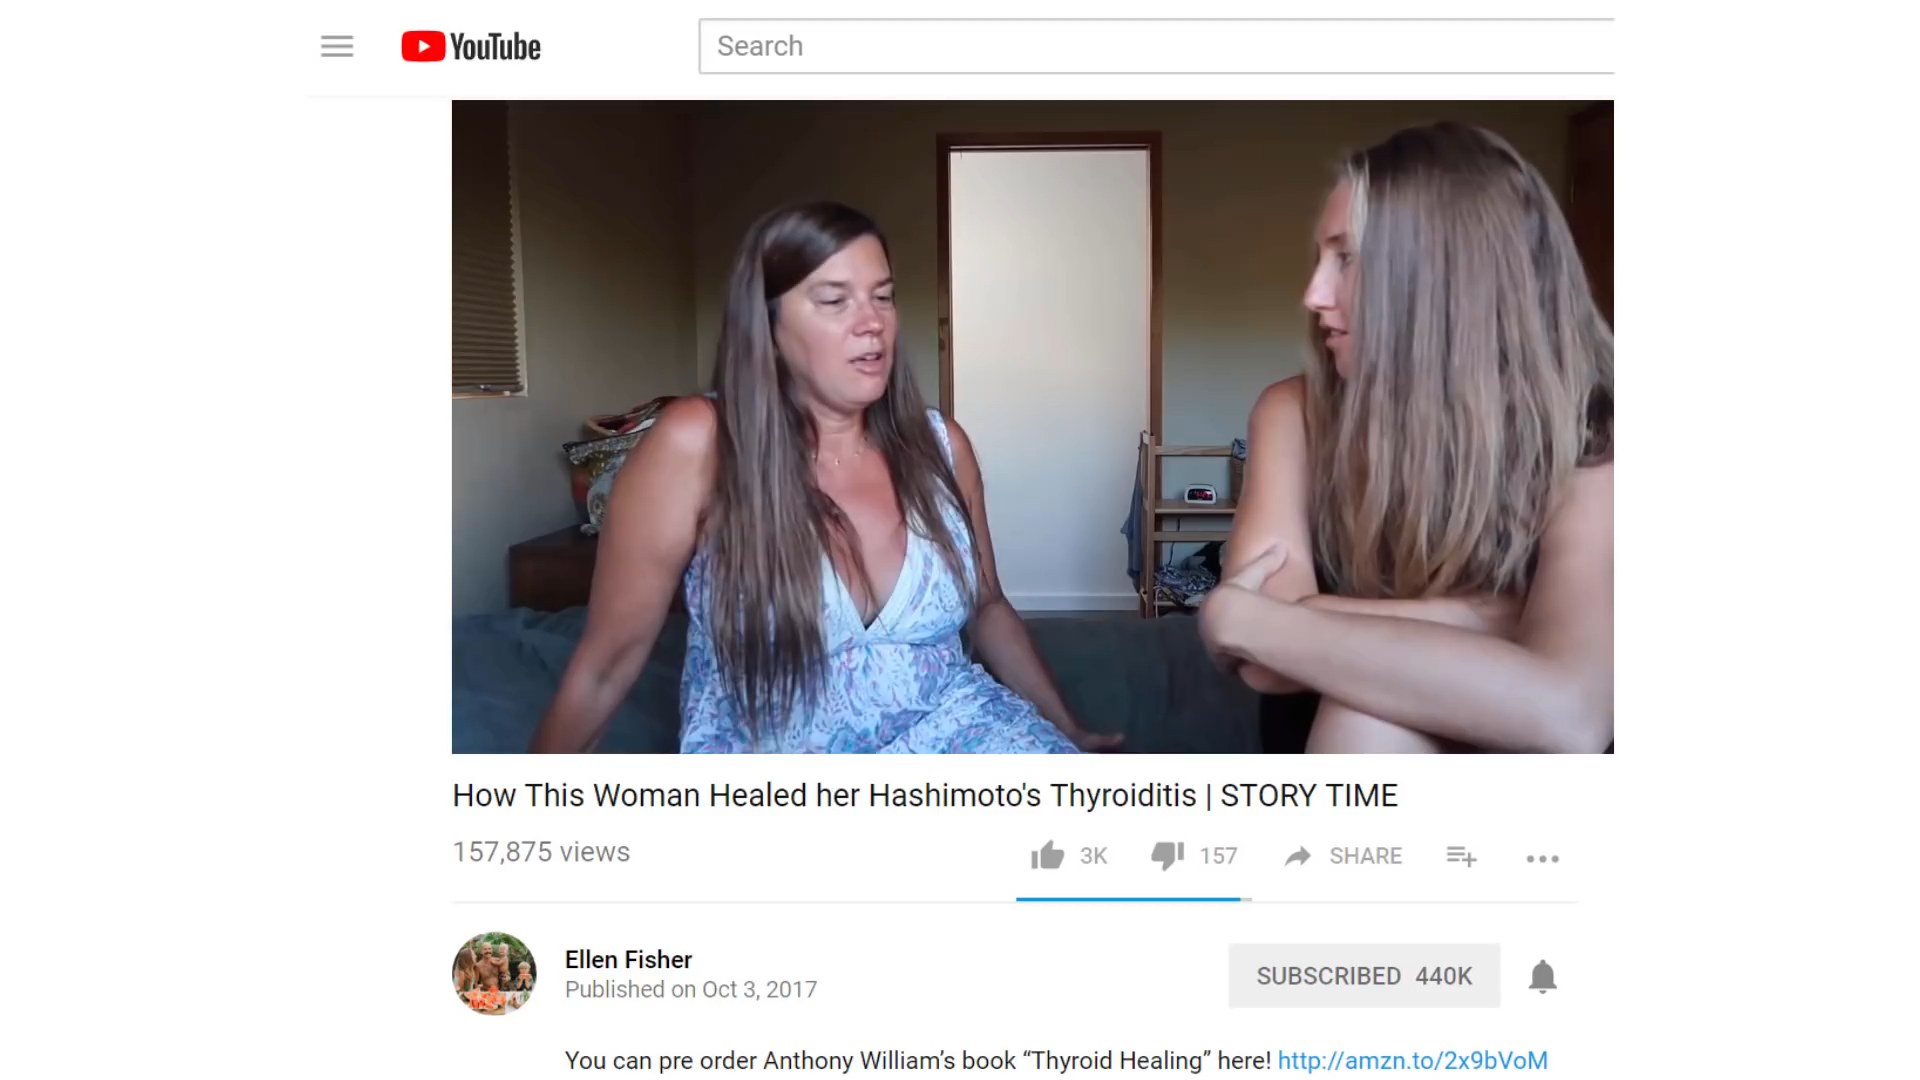 YouTube
Search
How This Woman Healed her Hashimoto's Thyroiditis | STORY TIME
157,875 views
3K
157
SHARE
Ellen Fisher
SUBSCRIBED 440K
Published on Oct 3, 2017
You can pre order Anthony William’s book “Thyroid Healing” here! http://amzn.to/2x9bVoM